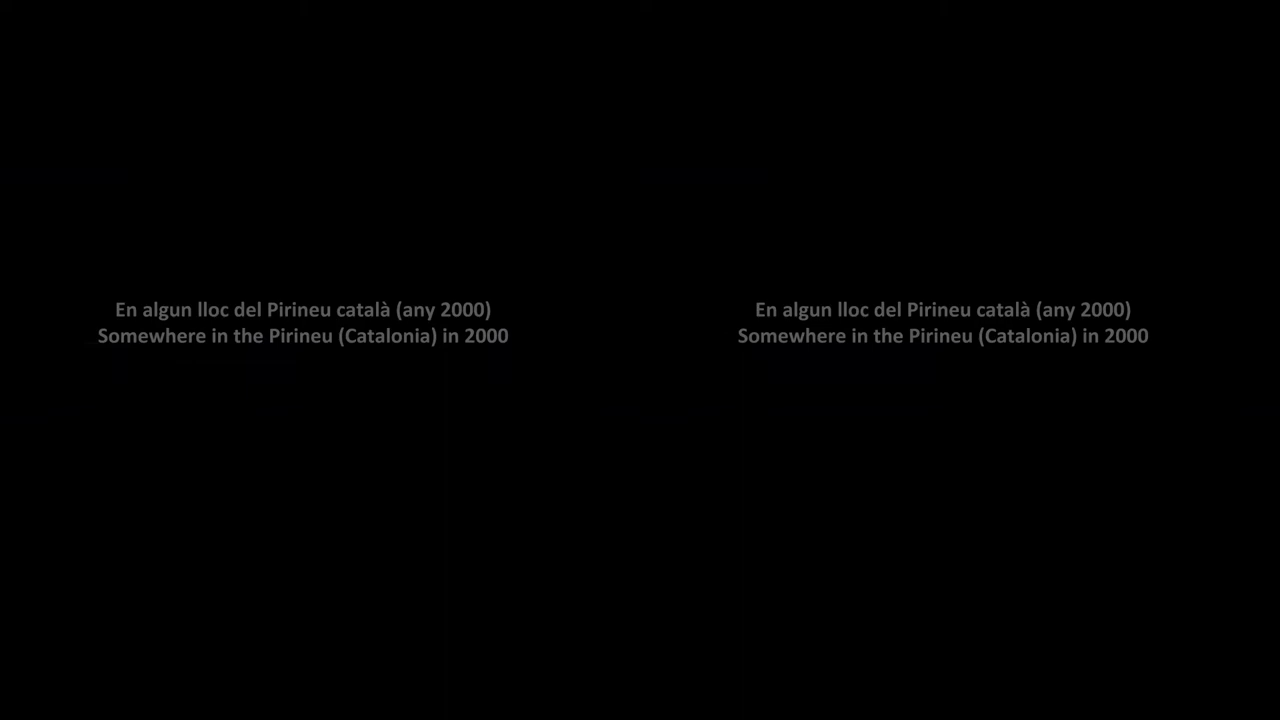 En algun lloc del Pirineu català (any 2000)
Somewhere in the Pirineu (Catalonia) in 2000
En algun lloc del Pirineu català (any 2000)
Somewhere in the Pirineu (Catalonia) in 2000